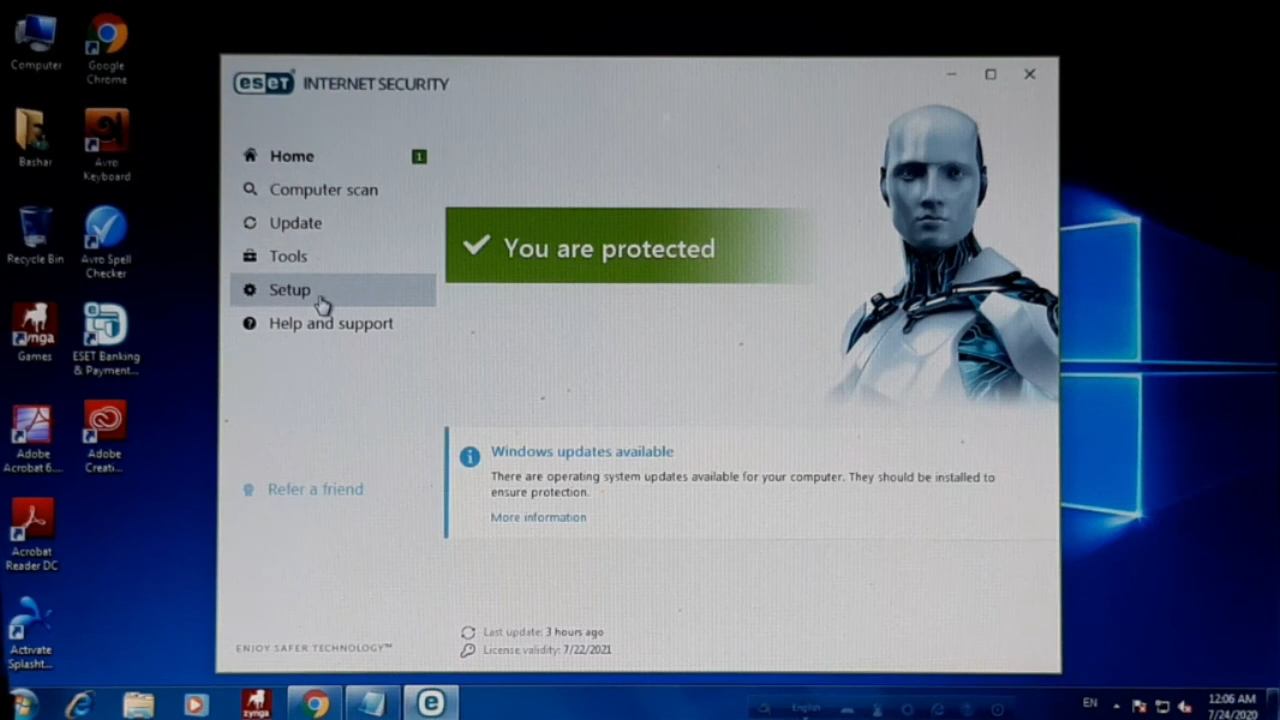 Computer
Google
Chrome
Bashar
Avro
Keyboard
Recycle Bin
Avro Spell
Checker
zynga
Games
ESET Banking
& Payment...
Adobe
Acrobat 6....
Adobe
Creati...
Acrobat
Reader DC
Activate
Splasht...
eseT INTERNET SECURITY
Home 1
Computer scan
Update
Tools
Setup
Help and support
Refer a friend
ENJOY SAFER TECHNOLOGY™
You are protected
Windows updates available
There are operating system updates available for your computer. They should be installed to
ensure protection.
More information
Last update: 3 hours ago
License validity: 7/22/2021
zynga
English
EN
12:06 AM
7/24/2020